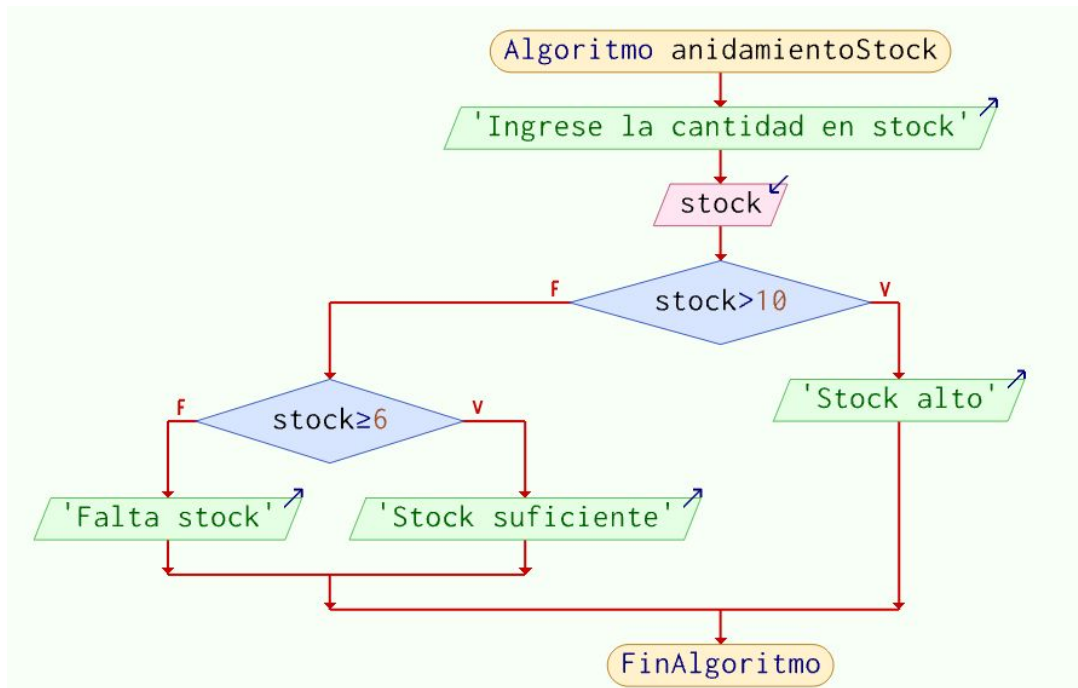 Algoritmo anidamientoStock
'Ingrese la cantidad en stock'
stock
F
V
stock>10
F
V
stock≥6
'Stock alto'
'Falta stock'
'Stock suficiente'
FinAlgoritmo